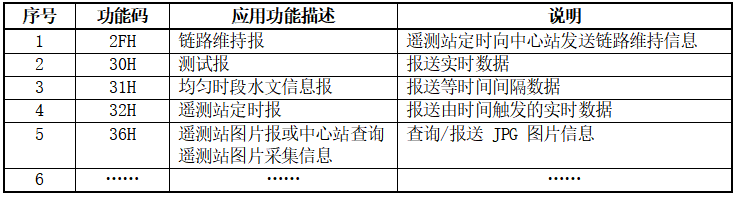 序号 功能码 应用功能描述 说明
1 2FH 链路维持报 遥测站定时向中心站发送链路维持信息
2 30H 测试报 报送实时数据
3 31H 均匀时段水文信息报 报送等时间间隔数据
4 32H 遥测站定时报 报送由时间触发的实时数据
5 36H 遥测站图片报或中心站查询 查询/报送 JPG 图片信息
遥测站图片采集信息
6 …… …… ……